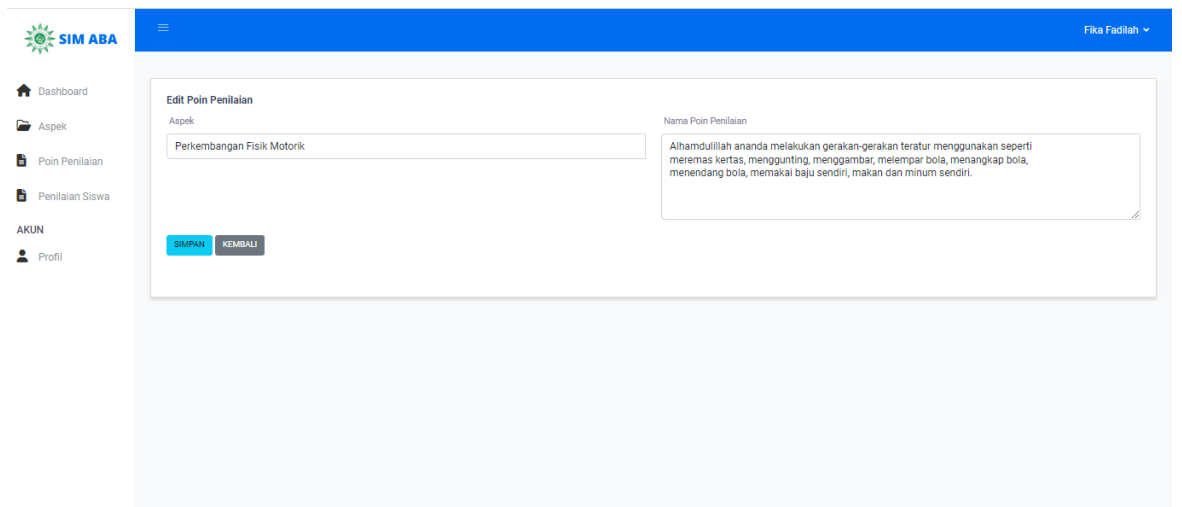 SIM ABA
Fika Fadilah
Dashboard
Aspek
Poin Penilaian
Penilaian Siswa
AKUN
Profil
Edit Poin Penilaian
Aspek
Perkembangan Fisik Motorik
Nama Poin Penilaian
Alhamdulillah ananda melakukan gerakan-gerakan teratur menggunakan seperti
meremas kertas, menggunting, menggambar, melempar bola, menangkap bola,
menendang bola, memakai baju sendiri, makan dan minum sendiri.
SIMPAN
KEMBALI